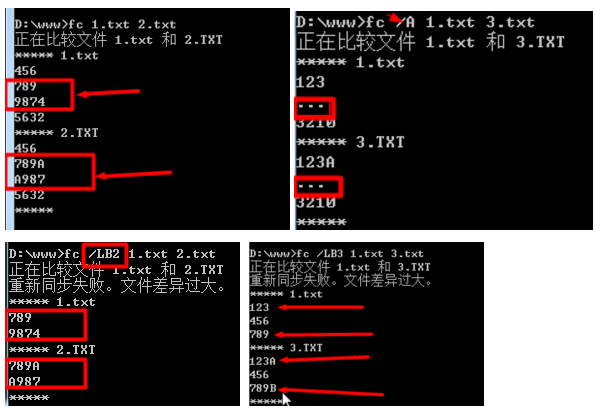 D:\www>fc 1.txt 2.txt
正在比较文件 1.txt 和 2.TXT
***** 1.txt
456
789
9874
5632
***** 2.TXT
456
789A
A987
5632
*****
D:\www>fc /A 1.txt 3.txt
正在比较文件 1.txt 和 3.TXT
***** 1.txt
123
...
3210
***** 3.TXT
123A
...
3210
*****
D:\www>fc /LB2 1.txt 2.txt
正在比较文件 1.txt 和 2.TXT
重新同步失败。文件差异过大。
***** 1.txt
789
9874
***** 2.TXT
789A
A987
*****
D:\www>fc /LB3 1.txt 3.txt
正在比较文件 1.txt 和 3.TXT
重新同步失败。文件差异过大。
***** 1.txt
123
456
789
***** 3.TXT
123A
456
789B
*****